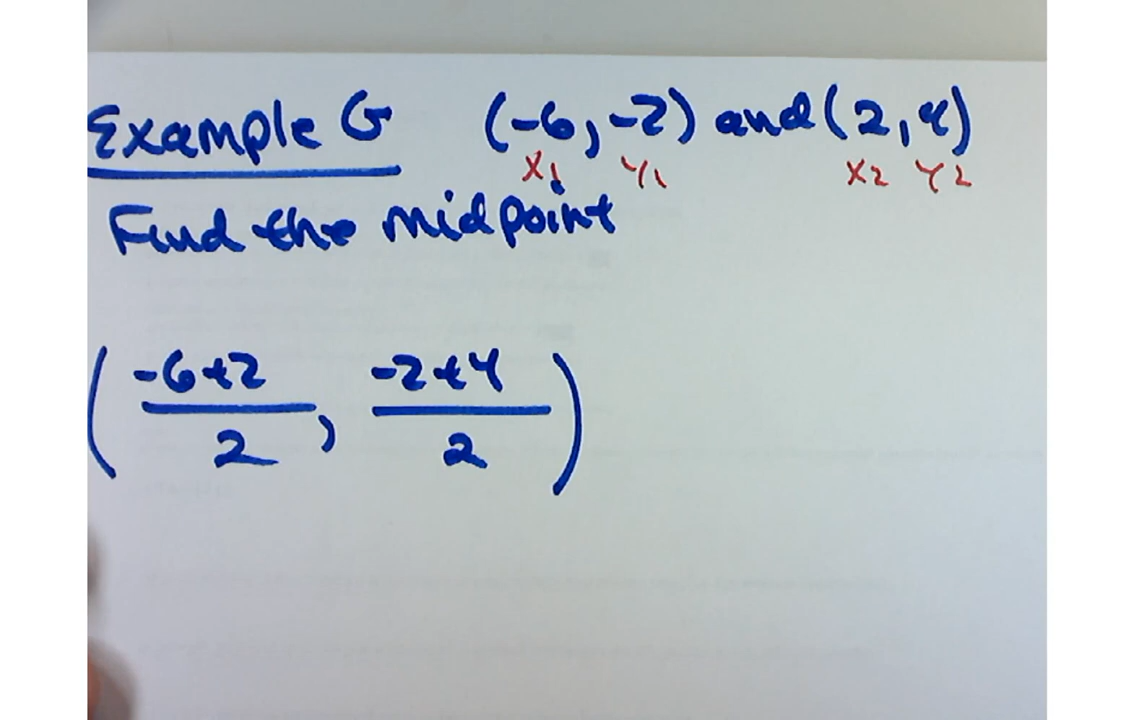 Example G (-6, -2) and (2, 4)
x1 y1 x2 y2
Find the midpoint
( -6+2 , -2+4 )
2 2